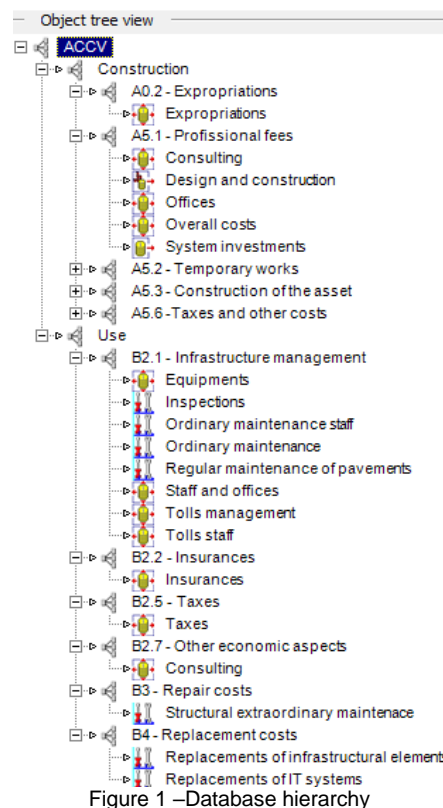 Object tree view
ACCV
Construction
A0.2 - Expropriations
Expropriations
A5.1 - Profissional fees
Consulting
Design and construction
Offices
Overall costs
System investments
A5.2 - Temporary works
A5.3 - Construction of the asset
A5.6 -Taxes and other costs
Use
B2.1 - Infrastructure management
Equipments
Inspections
Ordinary maintenance staff
Ordinary maintenance
Regular maintenance of pavements
Staff and offices
Tolls management
Tolls staff
B2.2 - Insurances
Insurances
B2.5 - Taxes
Taxes
B2.7 - Other economic aspects
Consulting
B3 - Repair costs
Structural extraordinary maintenace
B4 - Replacement costs
Replacements of infrastructural element
Replacements of IT systems
Figure 1 –Database hierarchy